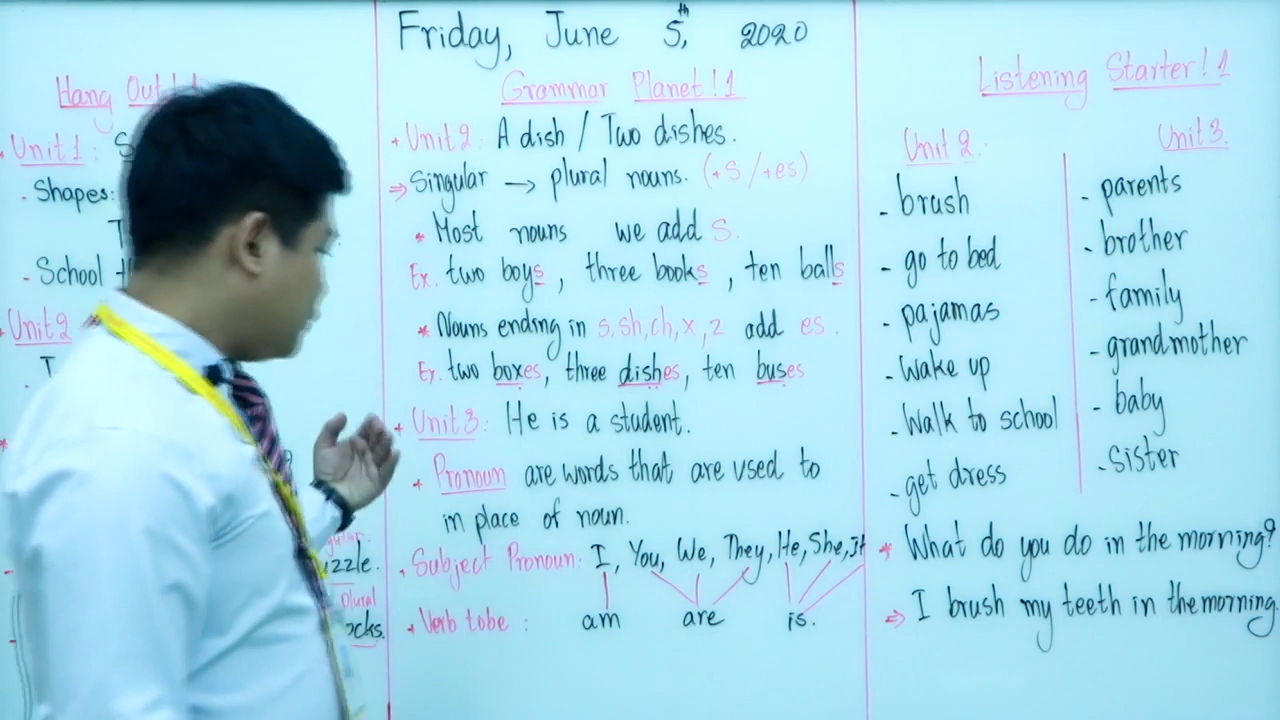 Friday, June 5th, 2020
Hang Out
Unit 1: S
- Shapes:
- School
Unit 2
uzzle.
plural
ocks.
Grammar Planet! 1
+ Unit 2: A dish / Two dishes.
⇒ Singular → plural nouns. (+s/+es)
* Most nouns we add s.
Ex. two boys, three books, ten balls
* Nouns ending in s, sh, ch, x, z add es.
Ex. two boxes, three dishes, ten buses
+ Unit 3: He is a student.
+ Pronoun are words that are used to
in place of noun.
. Subject Pronoun: I, You, We, They, He, She, It
+ Verb tobe: am are is.
Listening Starter! 1
Unit 2:
- brush
- go to bed
- pajamas
- Wake up
- Walk to school
- get dress
Unit 3.
- parents
- brother
- family
- grandmother
- baby
- sister
* What do you do in the morning?
⇒ I brush my teeth in the morning.